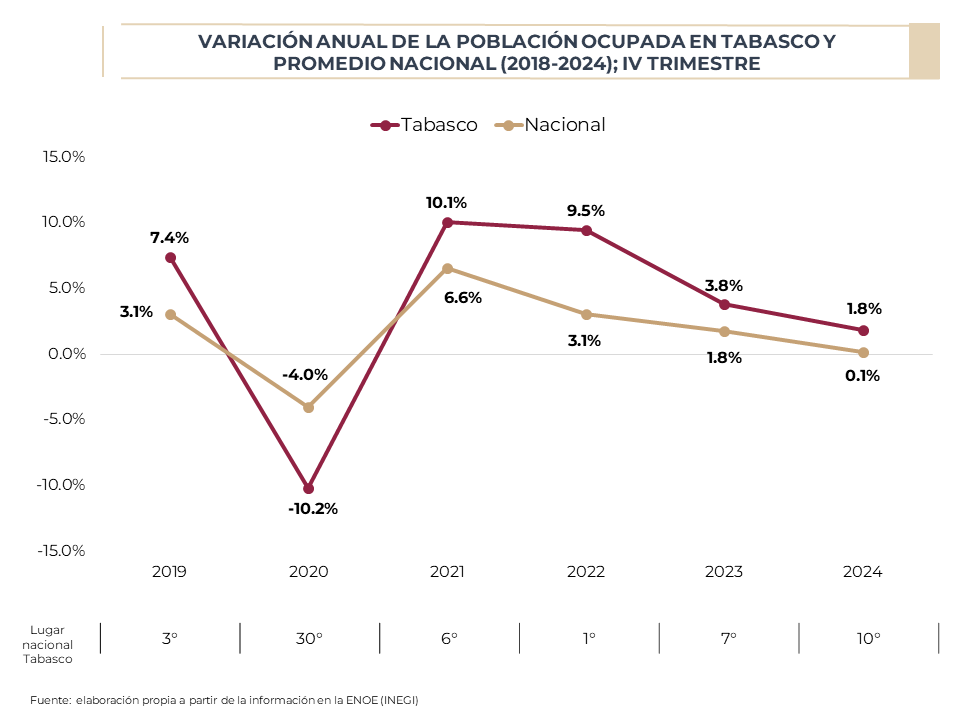 VARIACIÓN ANUAL DE LA POBLACIÓN OCUPADA EN TABASCO Y
PROMEDIO NACIONAL (2018-2024); IV TRIMESTRE
Tabasco
Nacional
15.0%
10.0%
5.0%
0.0%
-5.0%
-10.0%
-15.0%
7.4%
-10.2%
10.1%
9.5%
3.8%
1.8%
3.1%
-4.0%
6.6%
3.1%
1.8%
0.1%
2019 2020 2021 2022 2023 2024
Lugar
nacional
Tabasco
3° 30° 6° 1° 7° 10°
Fuente: elaboración propia a partir de la información en la ENOE (INEGI)